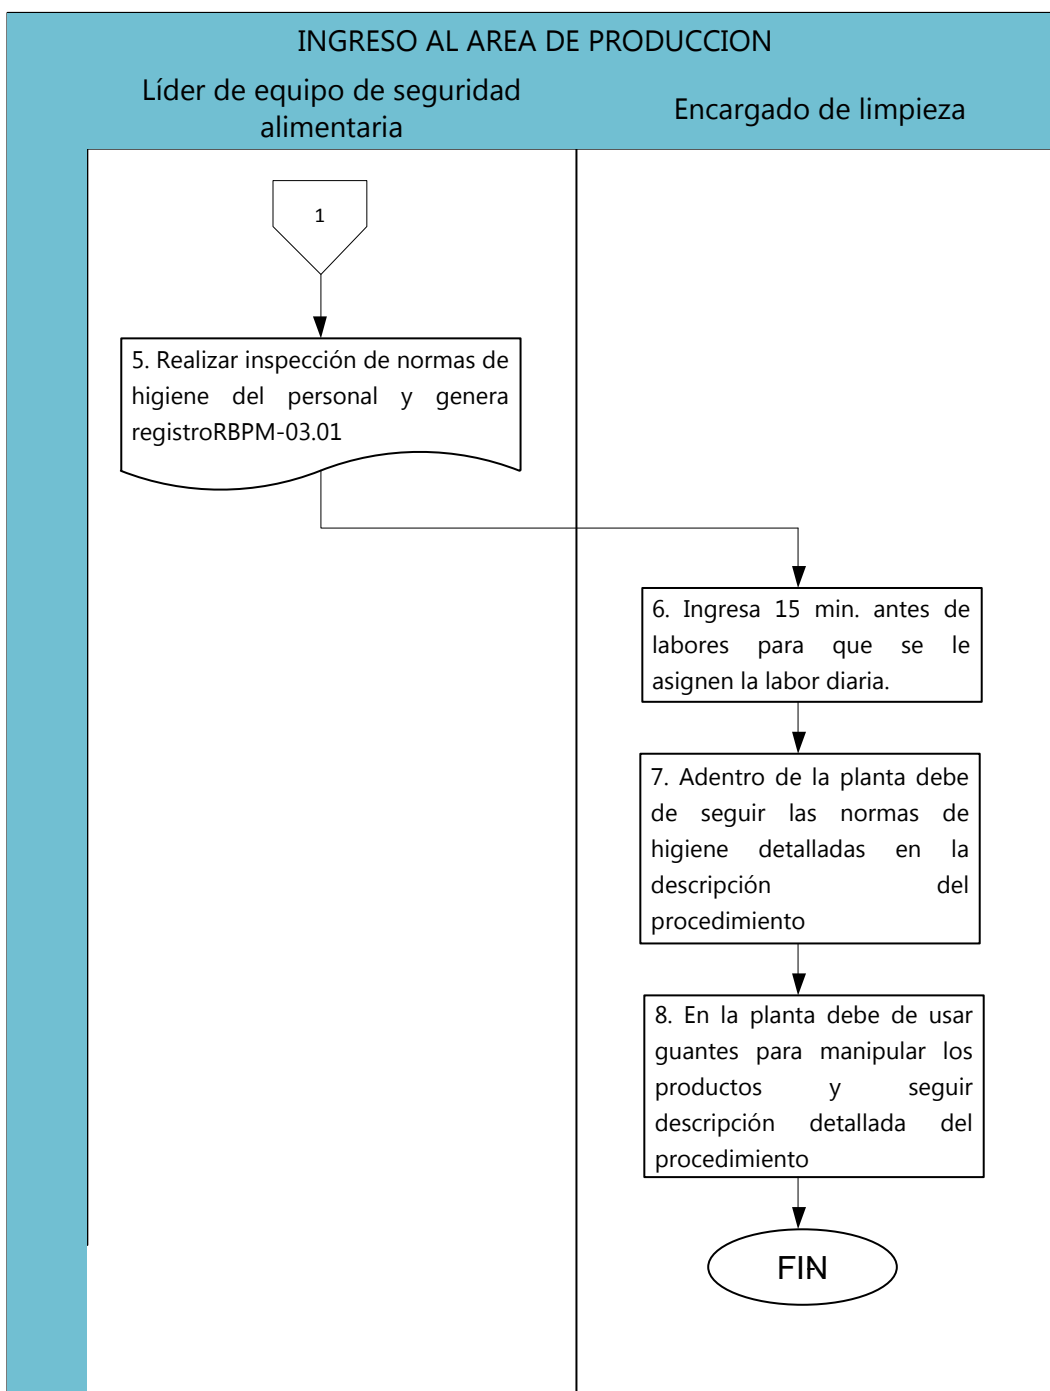 INGRESO AL AREA DE PRODUCCION
Líder de equipo de seguridad
alimentaria
Encargado de limpieza
1
5. Realizar inspección de normas de
higiene del personal y genera
registroRBPM-03.01
6. Ingresa 15 min. antes de
labores para que se le
asignen la labor diaria.
7. Adentro de la planta debe
de seguir las normas de
higiene detalladas en la
descripción del
procedimiento
8. En la planta debe de usar
guantes para manipular los
productos y seguir
descripción detallada del
procedimiento
FIN